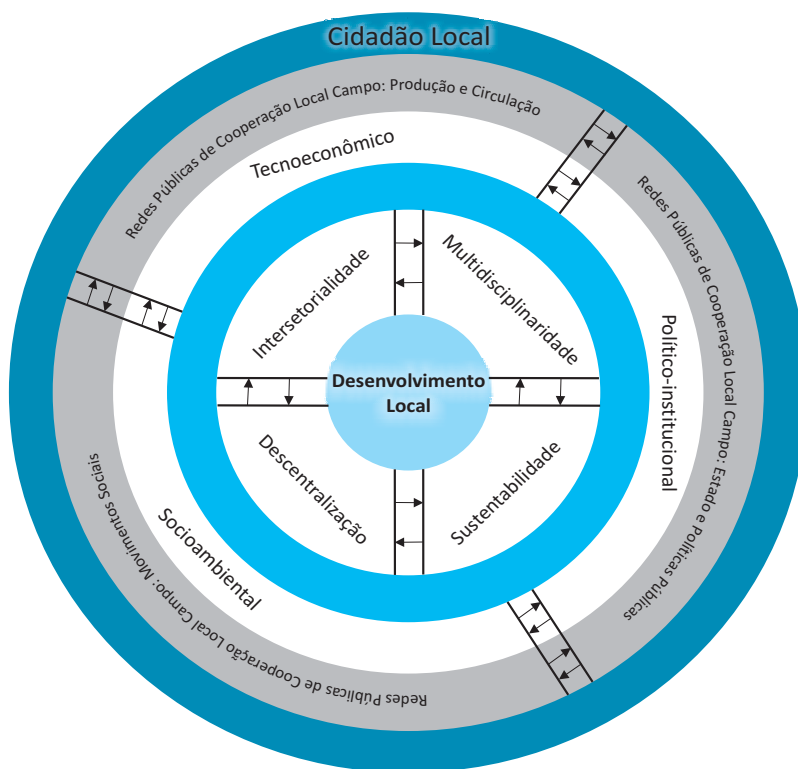 Cidadão Local
Redes Públicas de Cooperação Local Campo: Produção e Circulação
Tecnoeconômico
Redes Públicas de Cooperação Local Campo: Estado e Políticas Públicas
Político-institucional
Intersetorialidade
Multidisciplinaridade
Desenvolvimento
Local
Descentralização
Sustentabilidade
Socioambiental
Redes Públicas de Cooperação Local Campo: Movimentos Sociais